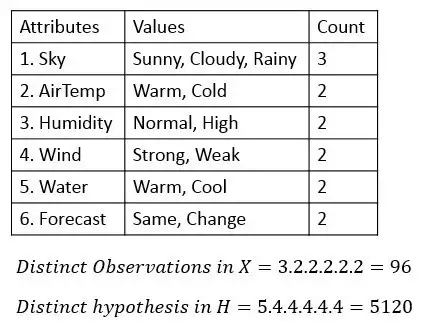 Attributes Values Count
1. Sky Sunny, Cloudy, Rainy 3
2. AirTemp Warm, Cold 2
3. Humidity Normal, High 2
4. Wind Strong, Weak 2
5. Water Warm, Cool 2
6. Forecast Same, Change 2
Distinct Observations in X = 3.2.2.2.2.2 = 96
Distinct hypothesis in H = 5.4.4.4.4.4 = 5120